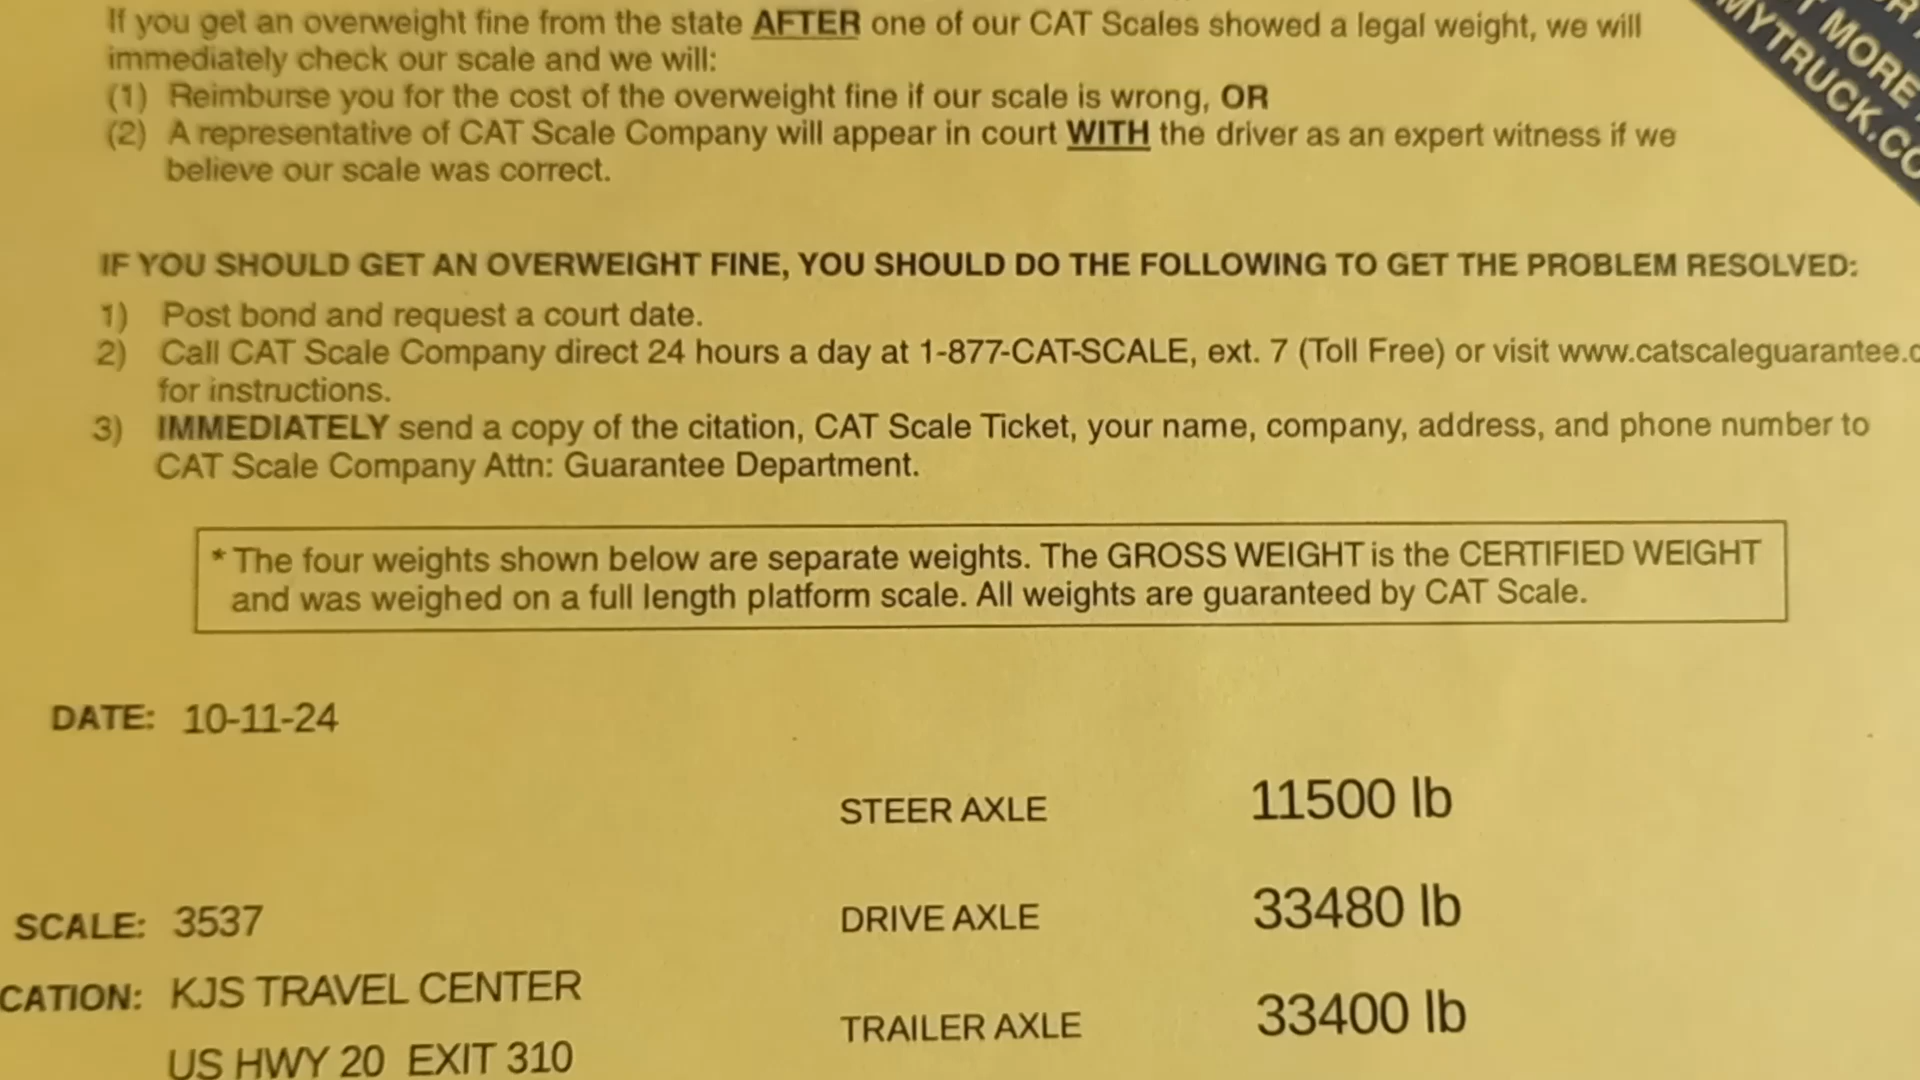 If you get an overweight fine from the state AFTER one of our CAT Scales showed a legal weight, we will
immediately check our scale and we will:
(1) Reimburse you for the cost of the overweight fine if our scale is wrong, OR
(2) A representative of CAT Scale Company will appear in court WITH the driver as an expert witness if we
believe our scale was correct.
MORE
MYTRUCK.CO
IF YOU SHOULD GET AN OVERWEIGHT FINE, YOU SHOULD DO THE FOLLOWING TO GET THE PROBLEM RESOLVED:
1) Post bond and request a court date.
2) Call CAT Scale Company direct 24 hours a day at 1-877-CAT-SCALE, ext. 7 (Toll Free) or visit www.catscaleguarantee.c
for instructions.
3) IMMEDIATELY send a copy of the citation, CAT Scale Ticket, your name, company, address, and phone number to
CAT Scale Company Attn: Guarantee Department.
* The four weights shown below are separate weights. The GROSS WEIGHT is the CERTIFIED WEIGHT
and was weighed on a full length platform scale. All weights are guaranteed by CAT Scale.
DATE: 10-11-24
STEER AXLE 11500 lb
SCALE: 3537
DRIVE AXLE 33480 lb
CATION: KJS TRAVEL CENTER
TRAILER AXLE 33400 lb
US HWY 20 EXIT 310